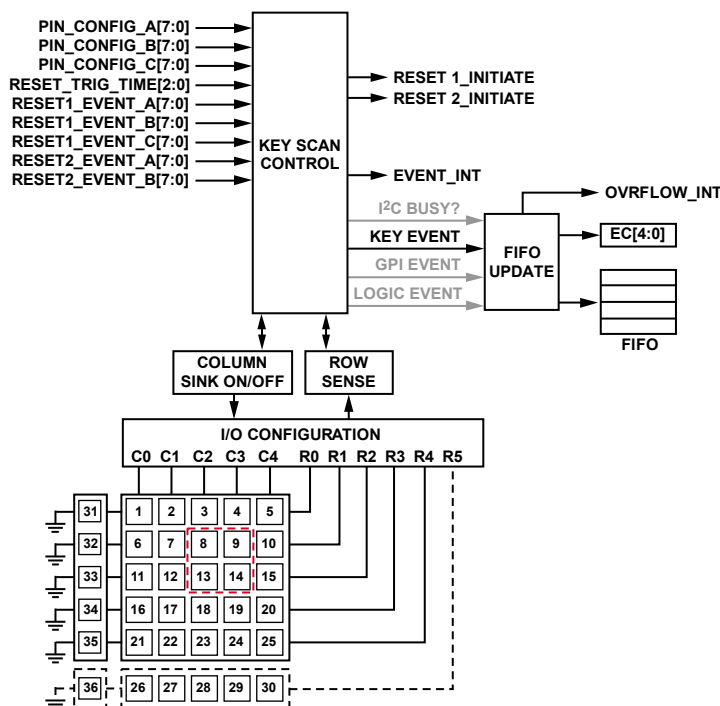 PIN_CONFIG_A[7:0]
PIN_CONFIG_B[7:0]
PIN_CONFIG_C[7:0]
RESET_TRIG_TIME[2:0]
RESET1_EVENT_A[7:0]
RESET1_EVENT_B[7:0]
RESET1_EVENT_C[7:0]
RESET2_EVENT_A[7:0]
RESET2_EVENT_B[7:0]
KEY SCAN
CONTROL
RESET 1_INITIATE
RESET 2_INITIATE
EVENT_INT
I²C BUSY?
KEY EVENT
GPI EVENT
LOGIC EVENT
FIFO
UPDATE
OVRFLOW_INT
EC[4:0]
FIFO
COLUMN
SINK ON/OFF
ROW
SENSE
I/O CONFIGURATION
C0 C1 C2 C3 C4 R0 R1 R2 R3 R4 R5
31 1 2 3 4 5
32 6 7 8 9 10
33 11 12 13 14 15
34 16 17 18 19 20
35 21 22 23 24 25
36 26 27 28 29 30